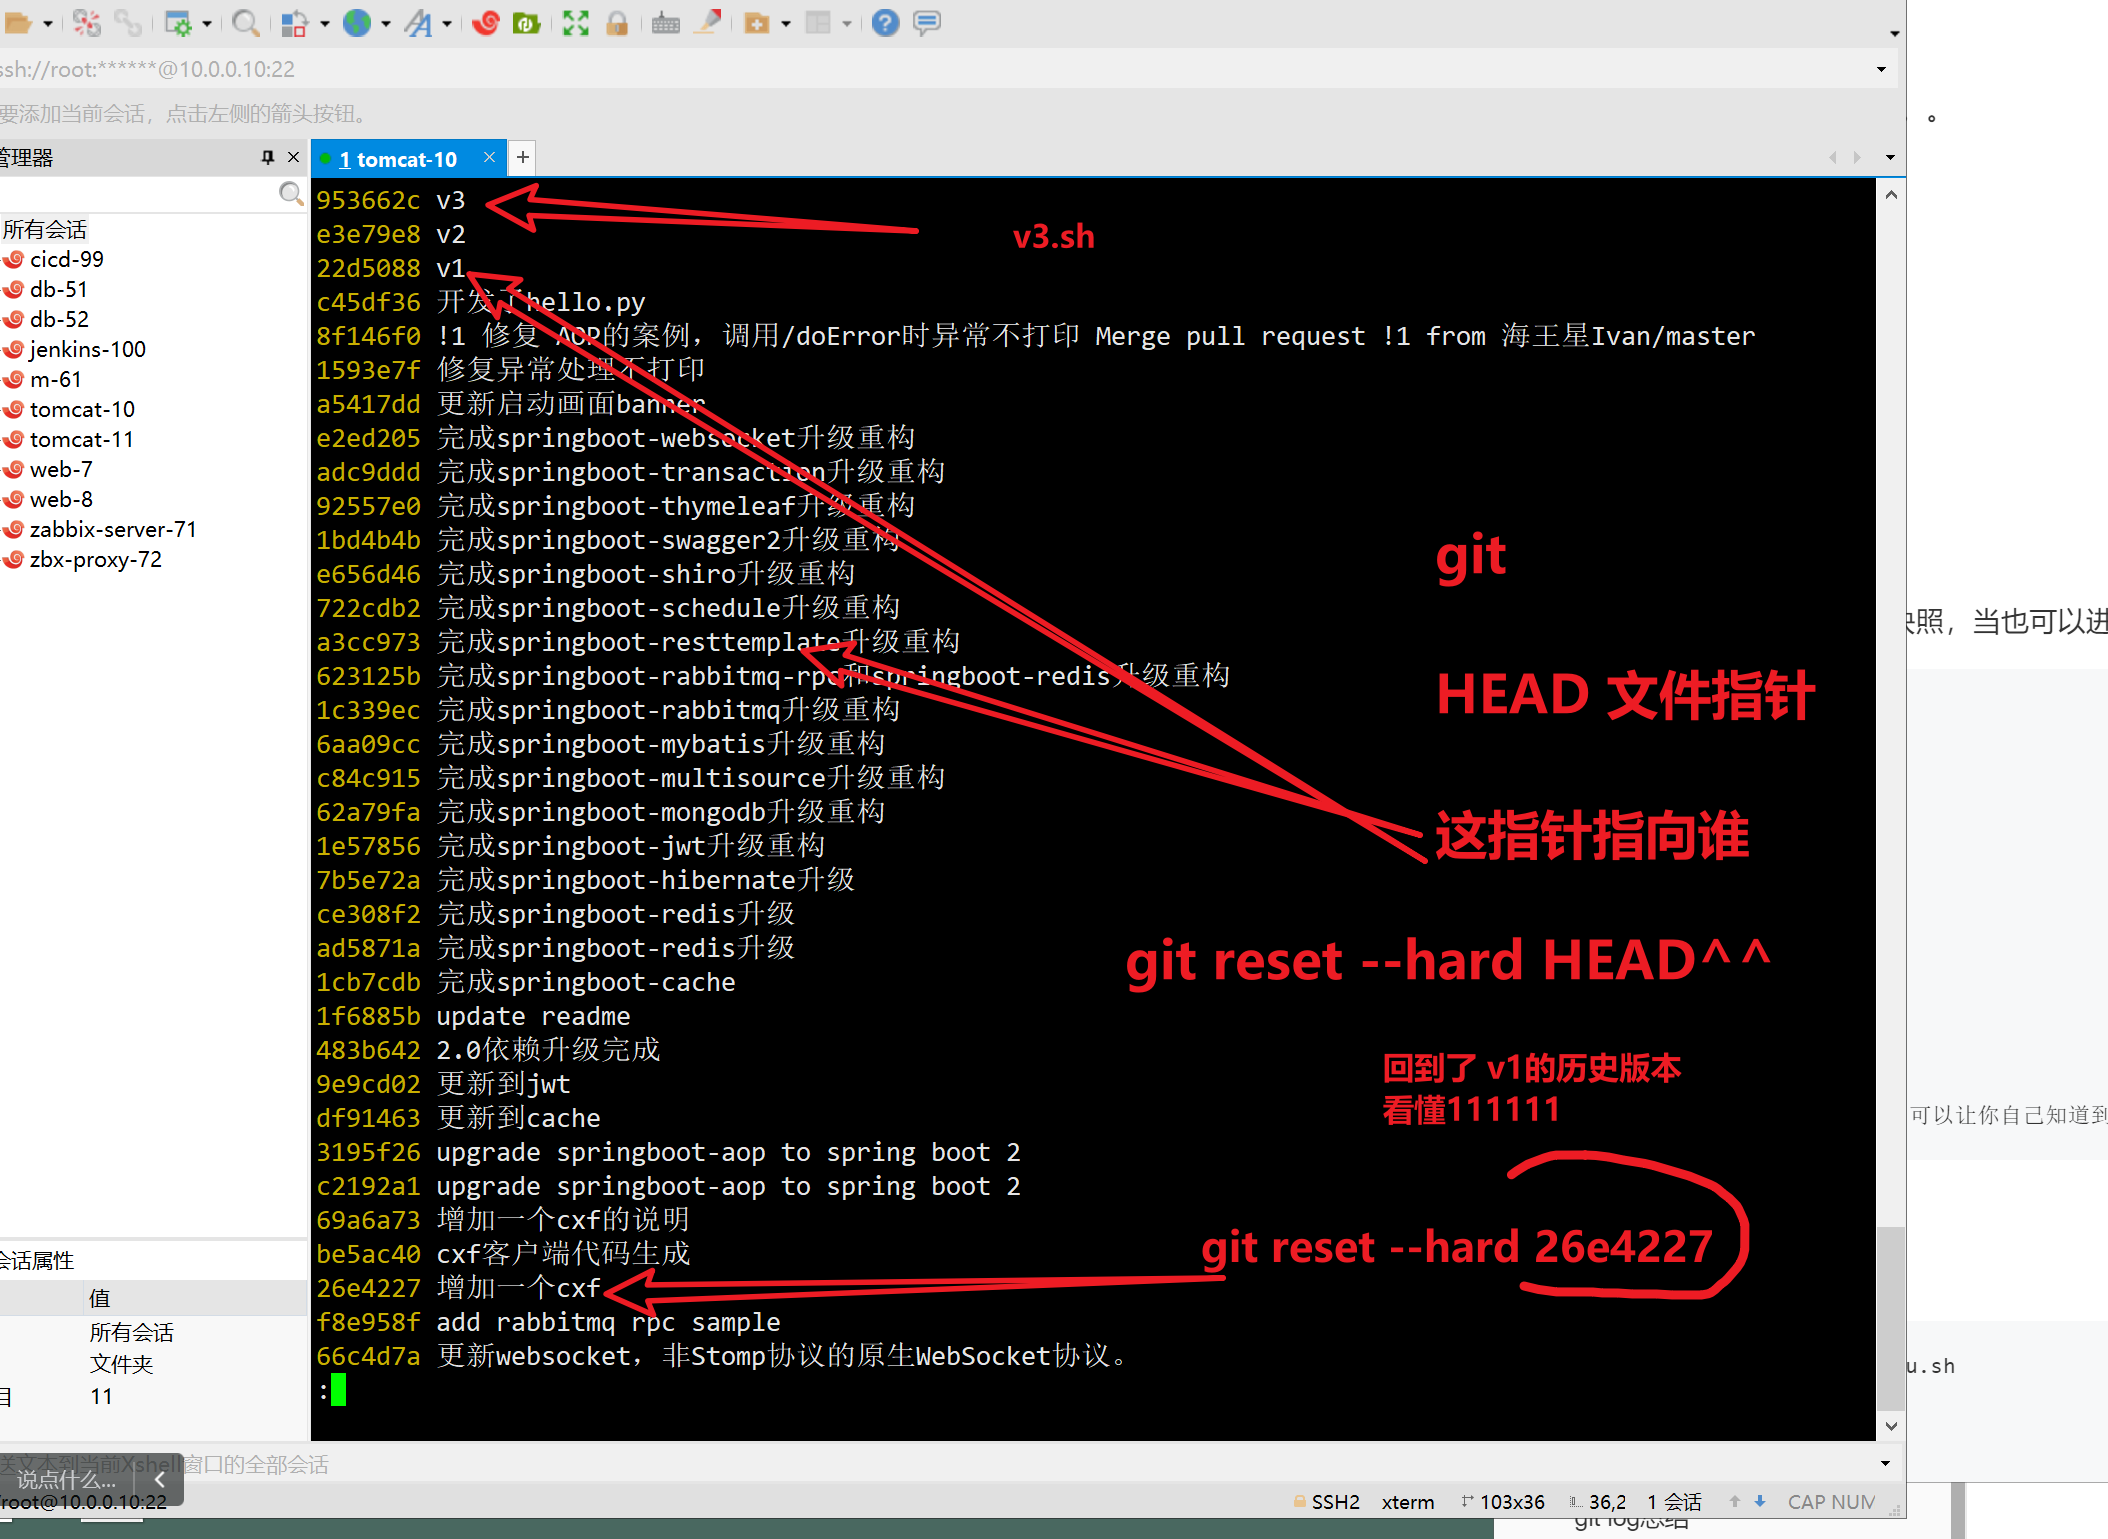 ssh://root:******@10.0.0.10:22
要添加当前会话，点击左侧的箭头按钮。
管理器
1 tomcat-10
所有会话
cicd-99
db-51
db-52
jenkins-100
m-61
tomcat-10
tomcat-11
web-7
web-8
zabbix-server-71
zbx-proxy-72
会话属性
值
所有会话
文件夹
目 11
953662c v3
e3e79e8 v2
22d5088 v1
c45df36 开发了hello.py
8f146f0 !1 修复 AOP的案例，调用/doError时异常不打印 Merge pull request !1 from 海王星Ivan/master
1593e7f 修复异常处理不打印
a5417dd 更新启动画面banner
e2ed205 完成springboot-websocket升级重构
adc9ddd 完成springboot-transaction升级重构
92557e0 完成springboot-thymeleaf升级重构
1bd4b4b 完成springboot-swagger2升级重构
e656d46 完成springboot-shiro升级重构
722cdb2 完成springboot-schedule升级重构
a3cc973 完成springboot-resttemplate升级重构
623125b 完成springboot-rabbitmq-rpc和springboot-redis升级重构
1c339ec 完成springboot-rabbitmq升级重构
6aa09cc 完成springboot-mybatis升级重构
c84c915 完成springboot-multisource升级重构
62a79fa 完成springboot-mongodb升级重构
1e57856 完成springboot-jwt升级重构
7b5e72a 完成springboot-hibernate升级
ce308f2 完成springboot-redis升级
ad5871a 完成springboot-redis升级
1cb7cdb 完成springboot-cache
1f6885b update readme
483b642 2.0依赖升级完成
9e9cd02 更新到jwt
df91463 更新到cache
3195f26 upgrade springboot-aop to spring boot 2
c2192a1 upgrade springboot-aop to spring boot 2
69a6a73 增加一个cxf的说明
be5ac40 cxf客户端代码生成
26e4227 增加一个cxf
f8e958f add rabbitmq rpc sample
66c4d7a 更新websocket，非Stomp协议的原生WebSocket协议。
:
v3.sh
git
HEAD 文件指针
这指针指向谁
git reset --hard HEAD^^
回到了 v1的历史版本
看懂111111
git reset --hard 26e4227
。
快照，当也可以进
可以让你自己知道到
u.sh
送文本到当前Xshell窗口的全部会话
说点什么...
/root@10.0.0.10:22
SSH2 xterm 103x36 36,2 1 会话 CAP NUM
git log总结